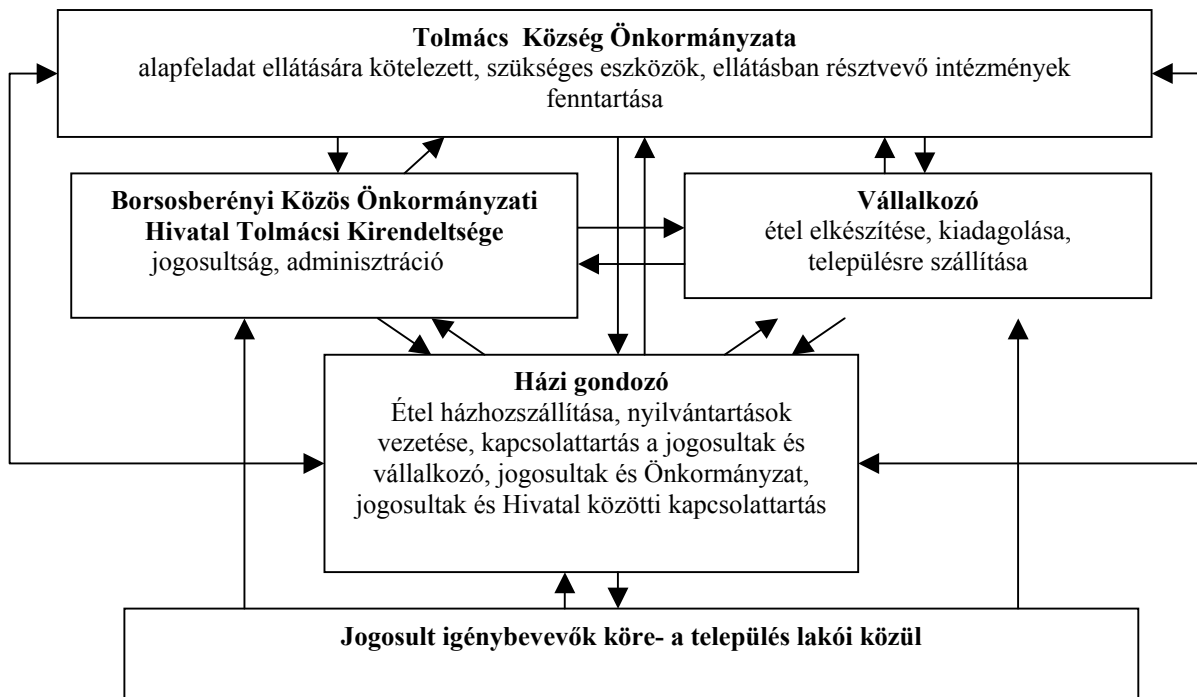 Tolmács Község Önkormányzata
alapfeladat ellátására kötelezett, szükséges eszközök, ellátásban résztvevő intézmények
fenntartása
Borsosberényi Közös Önkormányzati
Hivatal Tolmácsi Kirendeltsége
jogosultság, adminisztráció
Vállalkozó
étel elkészítése, kiadagolása,
településre szállítása
Házi gondozó
Étel házhozszállítása, nyilvántartások
vezetése, kapcsolattartás a jogosultak és
vállalkozó, jogosultak és Önkormányzat,
jogosultak és Hivatal közötti kapcsolattartás
Jogosult igénybevevők köre- a település lakói közül